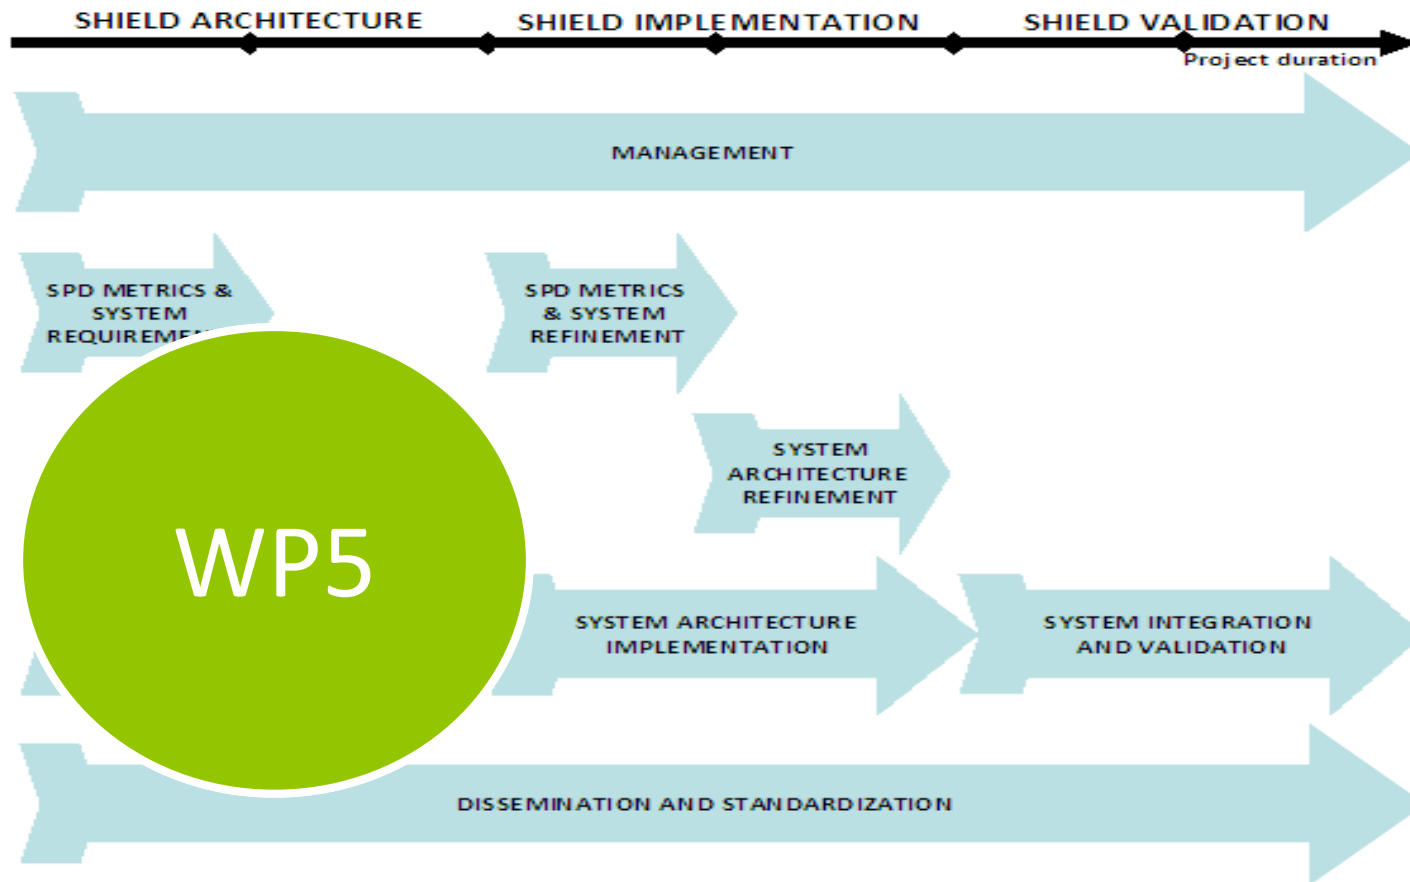 SHIELD ARCHITECTURE SHIELD IMPLEMENTATION SHIELD VALIDATION
Project duration
MANAGEMENT
SPD METRICS &
SYSTEM
SPD METRICS
& SYSTEM
REFINEMENT
SYSTEM
ARCHITECTURE
REFINEMENT
WP5
SYSTEM ARCHITECTURE
IMPLEMENTATION
SYSTEM INTEGRATION
AND VALIDATION
DISSEMINATION AND STANDARDIZATION